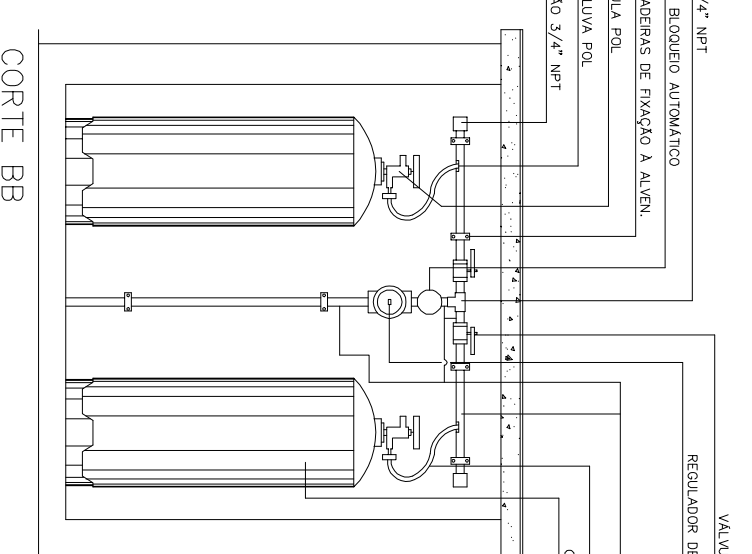 VÁLVU
/4" NPT
REGULADOR DE
BLOQUEIO AUTOMÁTICO
ADEIRAS DE FIXAÇÃO À ALVEN.
ULA POL
LUVA POL
ÃO 3/4" NPT
CORTE BB